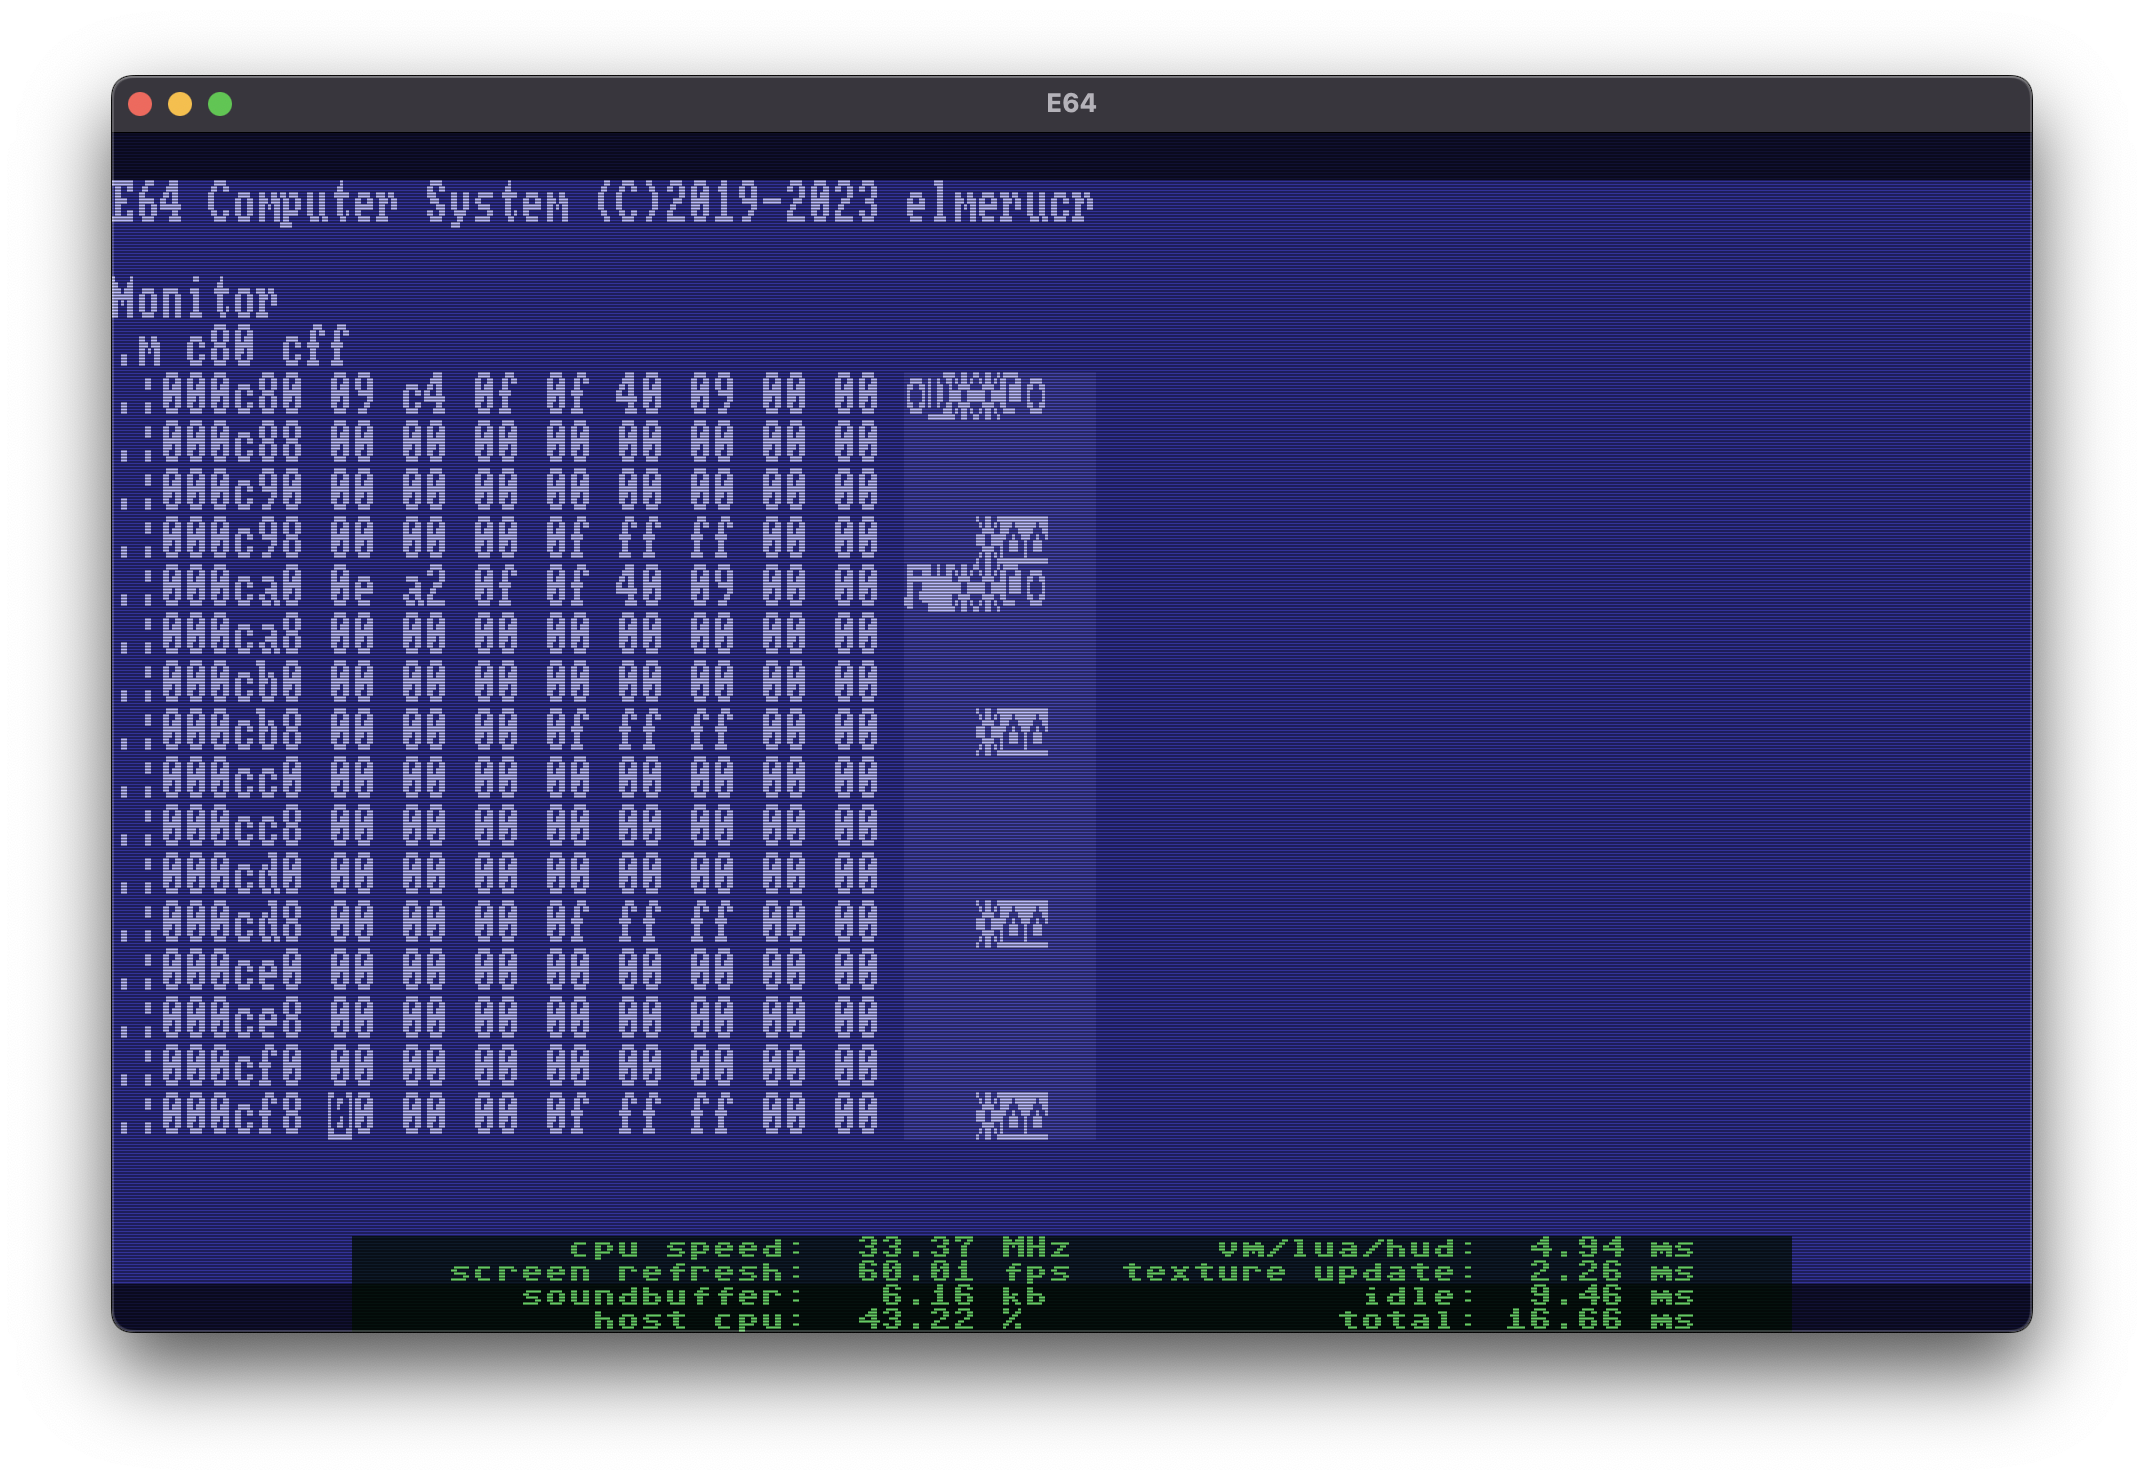 E64
E64 Computer System (C)2019-2023 elmerucr
Monitor
.m c80 cff
.:000c80 09 c4 0f 0f 40 09 00 00
.:000c88 00 00 00 00 00 00 00 00
.:000c90 00 00 00 00 00 00 00 00
.:000c98 00 00 00 0f ff ff 00 00
.:000ca0 0e a2 0f 0f 40 09 00 00
.:000ca8 00 00 00 00 00 00 00 00
.:000cb0 00 00 00 00 00 00 00 00
.:000cb8 00 00 00 0f ff ff 00 00
.:000cc0 00 00 00 00 00 00 00 00
.:000cc8 00 00 00 00 00 00 00 00
.:000cd0 00 00 00 00 00 00 00 00
.:000cd8 00 00 00 0f ff ff 00 00
.:000ce0 00 00 00 00 00 00 00 00
.:000ce8 00 00 00 00 00 00 00 00
.:000cf0 00 00 00 00 00 00 00 00
.:000cf8 00 00 00 0f ff ff 00 00
cpu speed: 33.37 MHz vm/lua/hud: 4.94 ms
screen refresh: 60.01 fps texture update: 2.26 ms
soundbuffer: 6.16 kb idle: 9.46 ms
host cpu: 43.22 % total: 16.66 ms